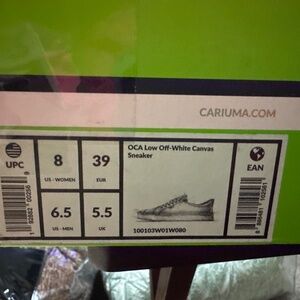 CARIUMA.COM
UPC
8
US - WOMEN
39
EUR
OCA Low Off-White Canvas
Sneaker
EAN
6.5
US - MEN
5.5
UK
100103W01W080